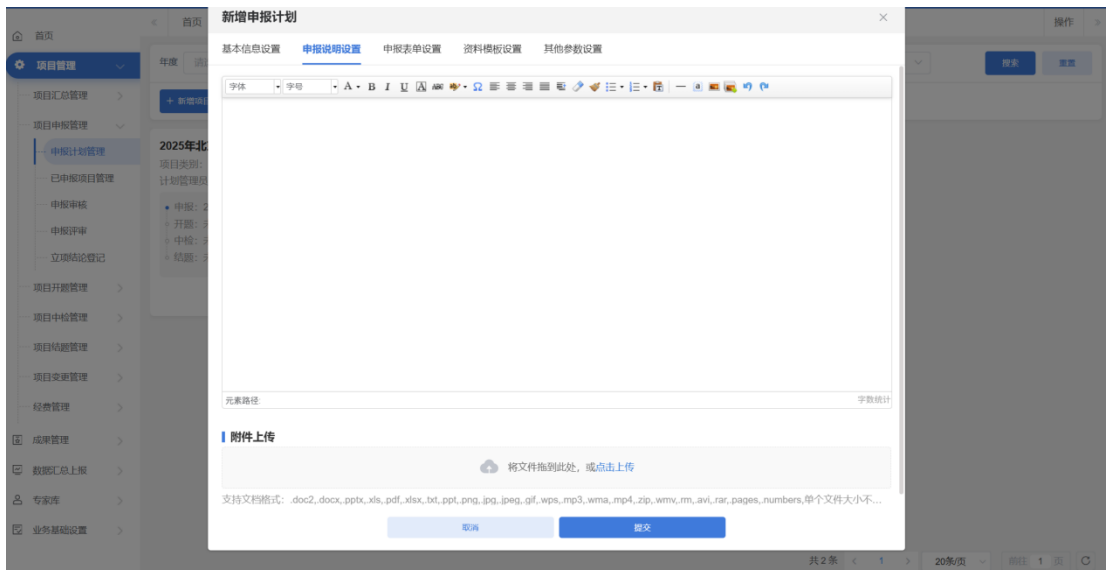 首页
项目管理
项目汇总管理
项目申报管理
申报计划管理
已申报项目管理
申报审核
申报评审
立项结论登记
项目开题管理
项目中检管理
项目结题管理
项目变更管理
经费管理
成果管理
数据汇总上报
专家库
业务基础设置
首页
操作
年度
搜索
重置
+ 新增项目
2025年北
项目类别:
计划管理员
申报: 2
开题:
中检:
结题:
新增申报计划
基本信息设置 申报说明设置 申报表单设置 资料模板设置 其他参数设置
字体 字号
元素路径: 字数统计
附件上传
将文件拖到此处，或点击上传
支持文档格式: .doc2,.docx,.pptx,.xls,.pdf,.xlsx,.txt,.ppt,.png,.jpg,.jpeg,.gif,.wps,.mp3,.wma,.mp4,.zip,.wmv,.rm,.avi,.rar,.pages,.numbers,单个文件大小不...
取消 提交
共 2 条 1 20条/页 前往 1 页